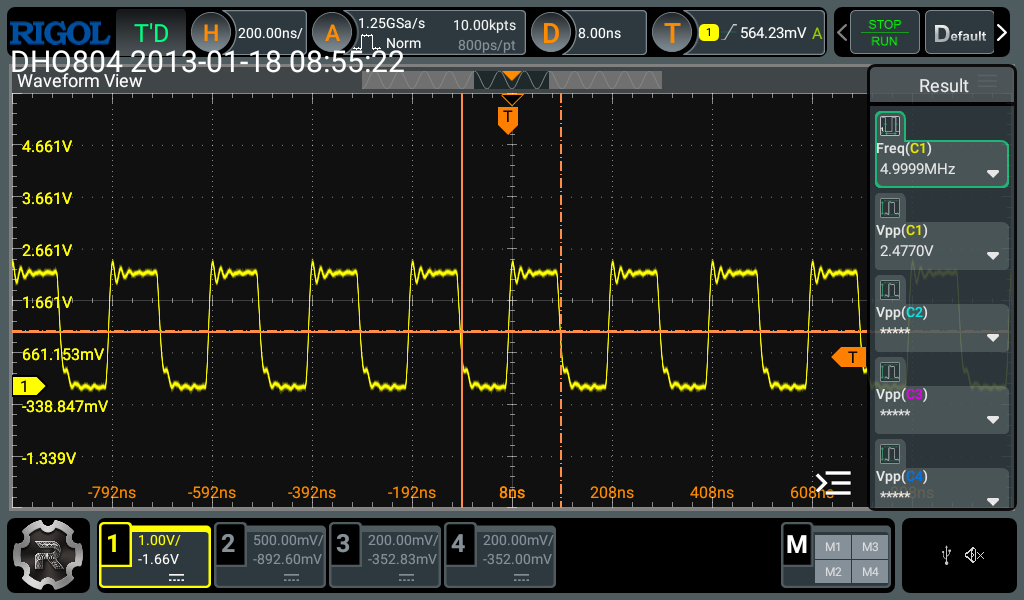 RIGOL T'D H 200.00ns/ A 1.25GSa/s 10.00kpts D 8.00ns T 1 564.23mV A STOP Default
Norm 800pts/pt RUN
DHO804 2013-01-18 08:55:22
Waveform View
Result
T
4.661V
Freq(C1)
4.9999MHz
3.661V
Vpp(C1)
2.4770V
2.661V
1.661V
Vpp(C2)
*****
661.153mV
T
1
Vpp(C3)
-338.847mV
*****
-1.339V
Vpp(C4)
-792ns -592ns -392ns -192ns 8ns 208ns 408ns 608ns
*****
1 1.00V/ 2 500.00mV/ 3 200.00mV/ 4 200.00mV/ M M1 M3
-1.66V -892.60mV -352.83mV -352.00mV M2 M4
R